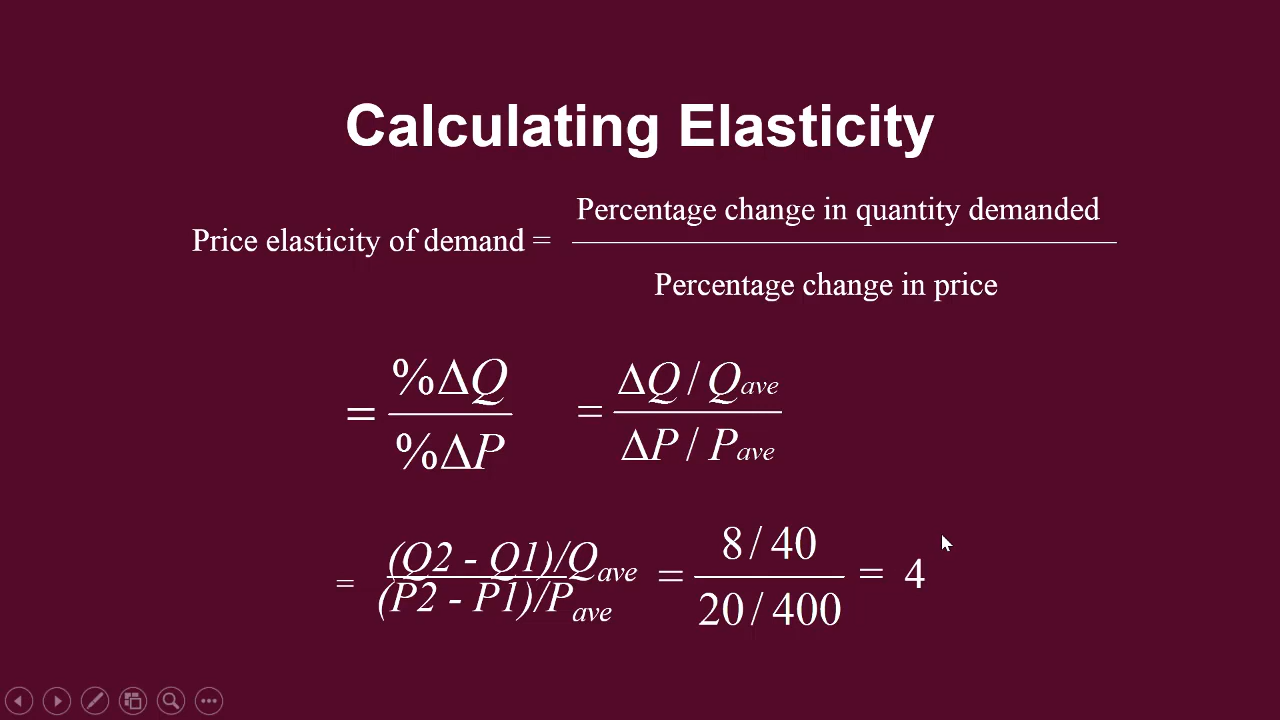 Calculating Elasticity
Price elasticity of demand =
Percentage change in quantity demanded
Percentage change in price
= %ΔQ
%ΔP
= ΔQ / Qave
ΔP / Pave
= (Q2 - Q1)/Qave
(P2 - P1)/Pave
= 8 / 40
20 / 400
= 4